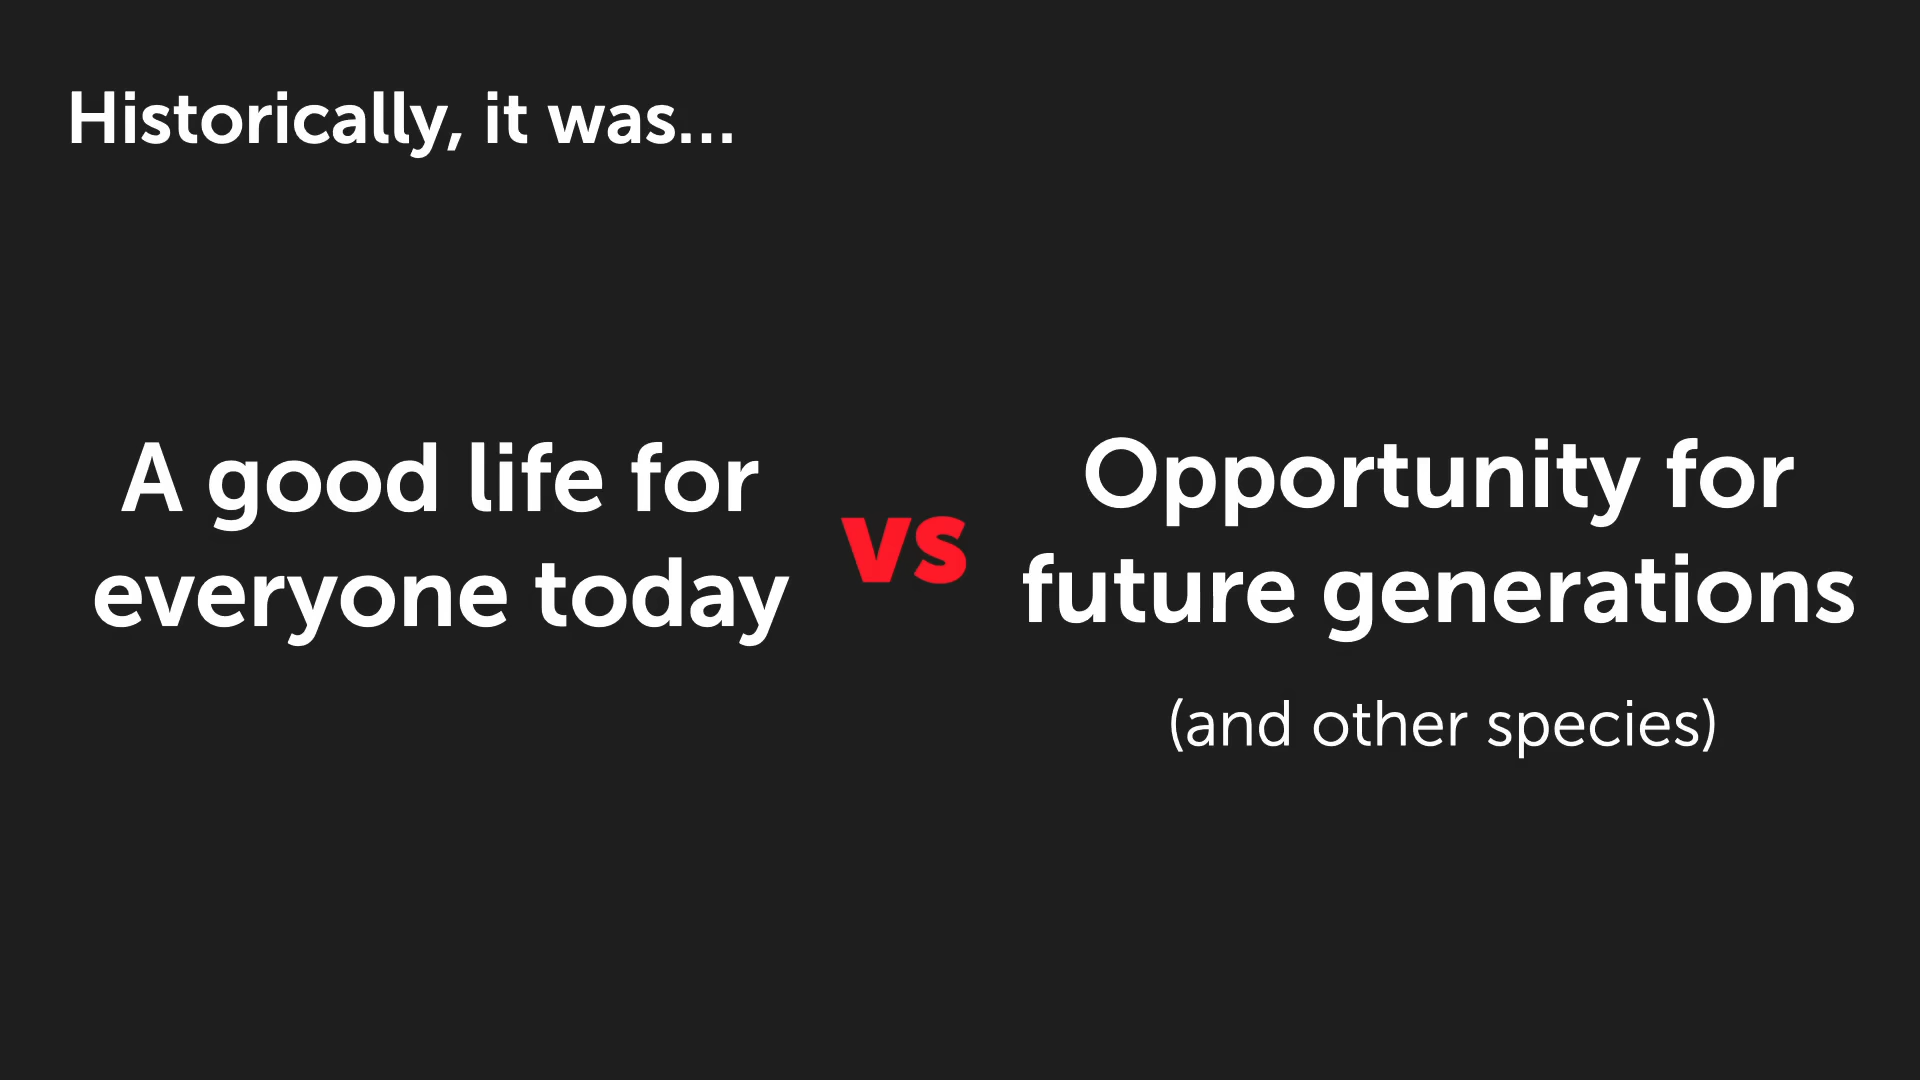 Historically, it was...
A good life for
everyone today
vs
Opportunity for
future generations
(and other species)